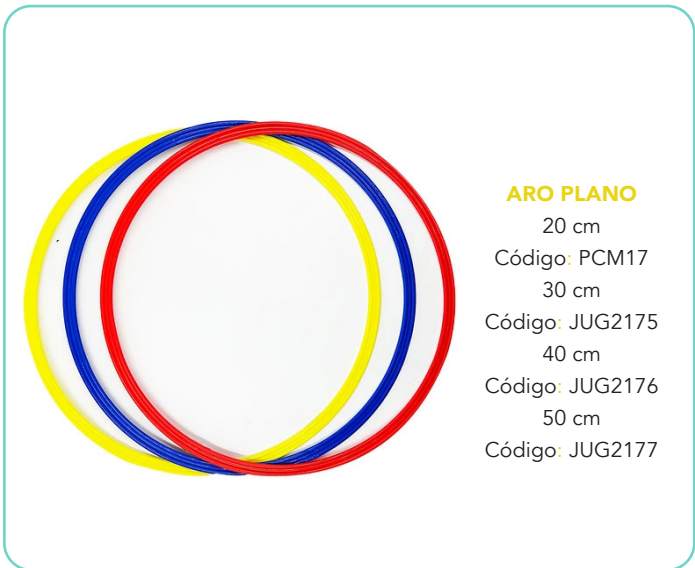 ARO PLANO
20 cm
Código: PCM17
30 cm
Código: JUG2175
40 cm
Código: JUG2176
50 cm
Código: JUG2177